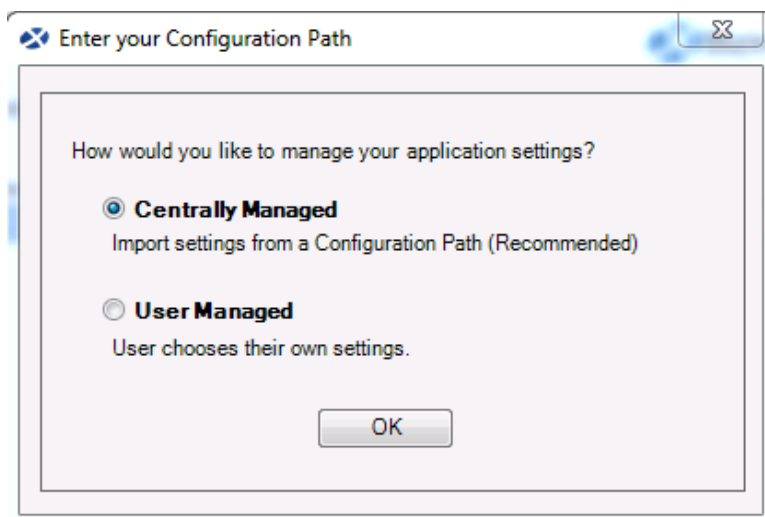 Enter your Configuration Path
How would you like to manage your application settings?
Centrally Managed
Import settings from a Configuration Path (Recommended)
User Managed
User chooses their own settings.
OK